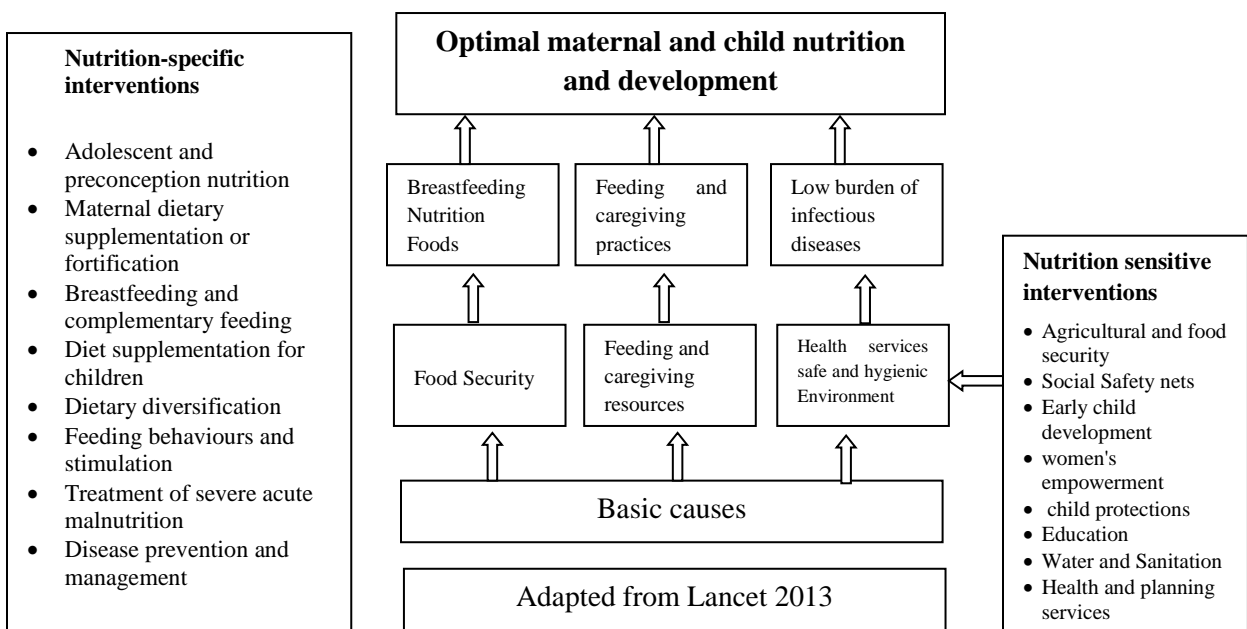 Nutrition-specific
interventions
• Adolescent and
preconception nutrition
• Maternal dietary
supplementation or
fortification
• Breastfeeding and
complementary feeding
• Diet supplementation for
children
• Dietary diversification
• Feeding behaviours and
stimulation
• Treatment of severe acute
malnutrition
• Disease prevention and
management
Optimal maternal and child nutrition
and development
Breastfeeding
Nutrition
Foods
Feeding and
caregiving
practices
Low burden of
infectious
diseases
Food Security
Feeding and
caregiving
resources
Health services
safe and hygienic
Environment
Basic causes
Adapted from Lancet 2013
Nutrition sensitive
interventions
• Agricultural and food
security
• Social Safety nets
• Early child
development
• women's
empowerment
• child protections
• Education
• Water and Sanitation
• Health and planning
services